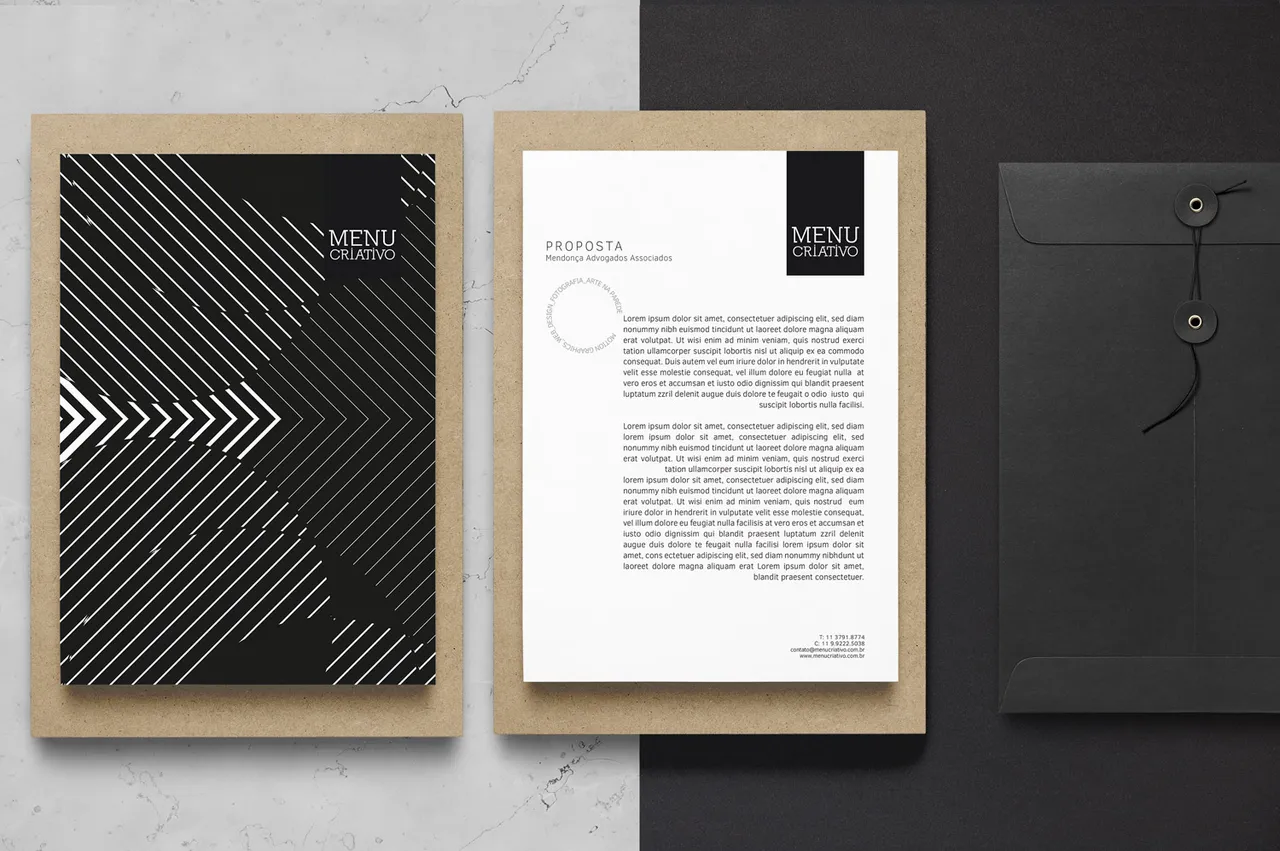 MENU
CRIATIVO
MENU
CRIATIVO
PROPOSTA
Mendonça Advogados Associados
MOTION GRAPHICS_WEB DESIGN_FOTOGRAFIA_ARTE NA PAREDE
Lorem ipsum dolor sit amet, consectetuer adipiscing elit, sed diam
nonummy nibh euismod tincidunt ut laoreet dolore magna aliquam
erat volutpat. Ut wisi enim ad minim veniam, quis nostrud exerci
tation ullamcorper suscipit lobortis nisl ut aliquip ex ea commodo
consequat. Duis autem vel eum iriure dolor in hendrerit in vulputate
velit esse molestie consequat, vel illum dolore eu feugiat nulla at
vero eros et accumsan et iusto odio dignissim qui blandit praesent
luptatum zzril delenit augue duis dolore te feugait o odio iusto qui
suscipit lobortis nulla facilisi.
Lorem ipsum dolor sit amet, consectetuer adipiscing elit, sed diam
lorem ipsum dolor sit amet, consectetuer adipiscing elit, sed diam
nonummy nibh euismod tincidunt ut laoreet dolore magna aliquam
erat volutpat. Ut wisi enim ad minim veniam, quis nostrud exerci
tation ullamcorper suscipit lobortis nisl ut aliquip ex ea
lorem ipsum dolor sit amet, consectetuer adipiscing elit, sed diam
nonummy nibh euismod tincidunt ut laoreet dolore magna aliquam
erat volutpat. Ut wisi enim ad minim veniam, quis nostrud eum
iriure dolor in hendrerit in vulputate velit esse molestie consequat,
vel illum dolore eu feugiat nulla facilisis at vero eros et accumsan et
iusto odio dignissim qui blandit praesent luptatum zzril delenit
augue duis dolore te feugait nulla facilisi lorem ipsum dolor sit
amet, cons ectetuer adipiscing elit, sed diam nonummy nibhdunt ut
laoreet dolore magna aliquam erat Lorem ipsum dolor sit amet,
blandit praesent consectetuer.
T: 11 3791.8774
C: 11 9.9222.5038
contato@menucriativo.com.br
www.menucriativo.com.br